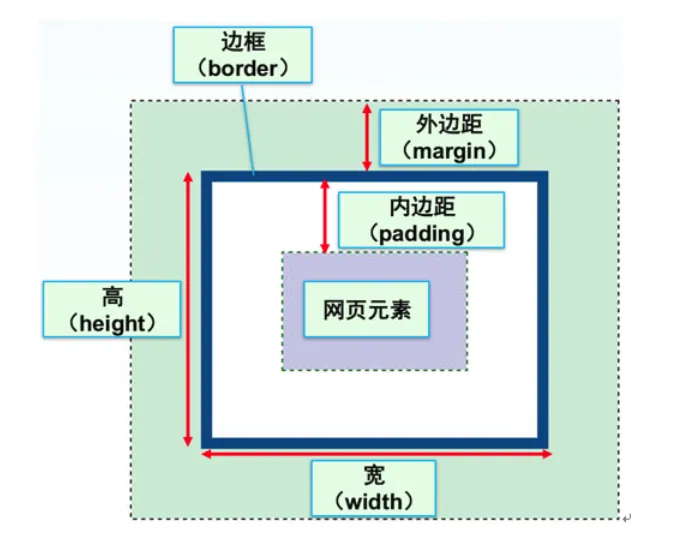 边框
（border）
外边距
（margin）
内边距
（padding）
高
（height）
网页元素
宽
（width）